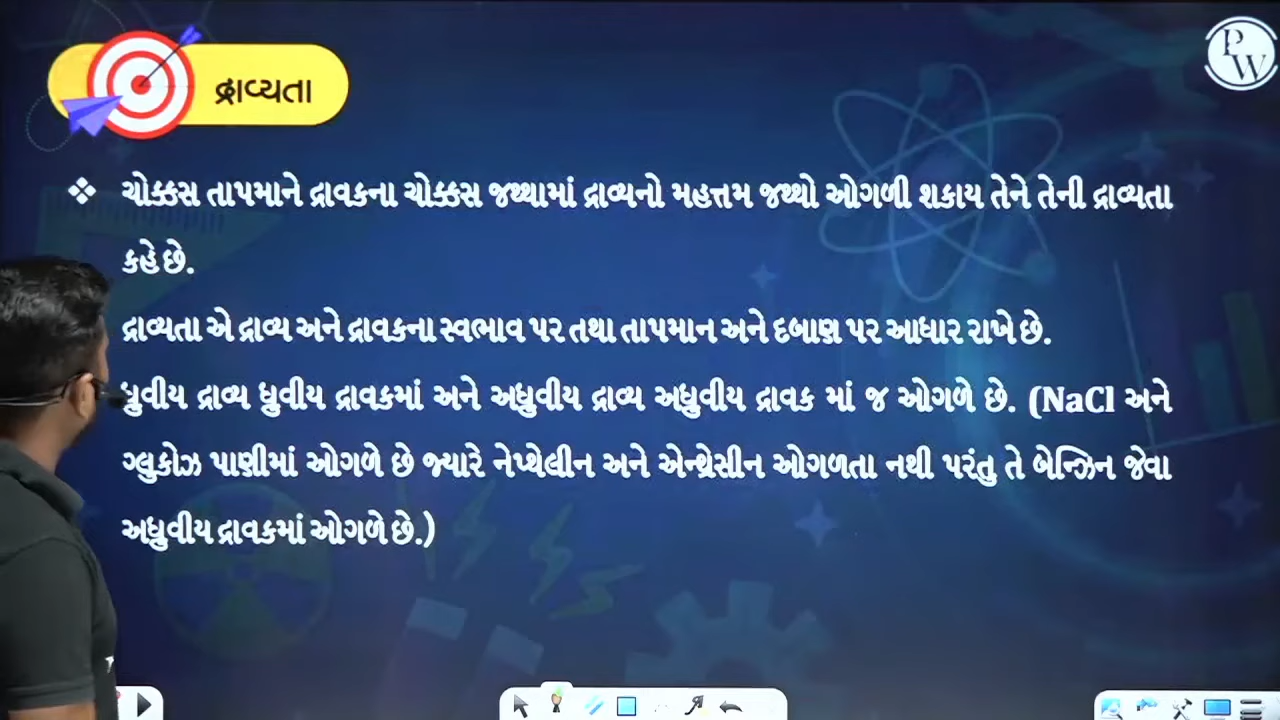 PW
દ્રાવ્યતા
❖ ચોક્કસ તાપમાને દ્રાવકના ચોક્કસ જથ્થામાં દ્રાવ્યનો મહત્તમ જથ્થો ઓગળી શકાય તેને તેની દ્રાવ્યતા
કહે છે.
દ્રાવ્યતા એ દ્રાવ્ય અને દ્રાવકના સ્વભાવ પર તથા તાપમાન અને દબાણ પર આધાર રાખે છે.
ધ્રુવીય દ્રાવ્ય ધ્રુવીય દ્રાવકમાં અને અધ્રુવીય દ્રાવ્ય અધ્રુવીય દ્રાવક માં જ ઓગળે છે. (NaCl અને
ગ્લુકોઝ પાણીમાં ઓગળે છે જ્યારે નેપ્થેલીન અને એન્થ્રેસીન ઓગળતા નથી પરંતુ તે બેન્ઝિન જેવા
અધ્રુવીય દ્રાવકમાં ઓગળે છે.)